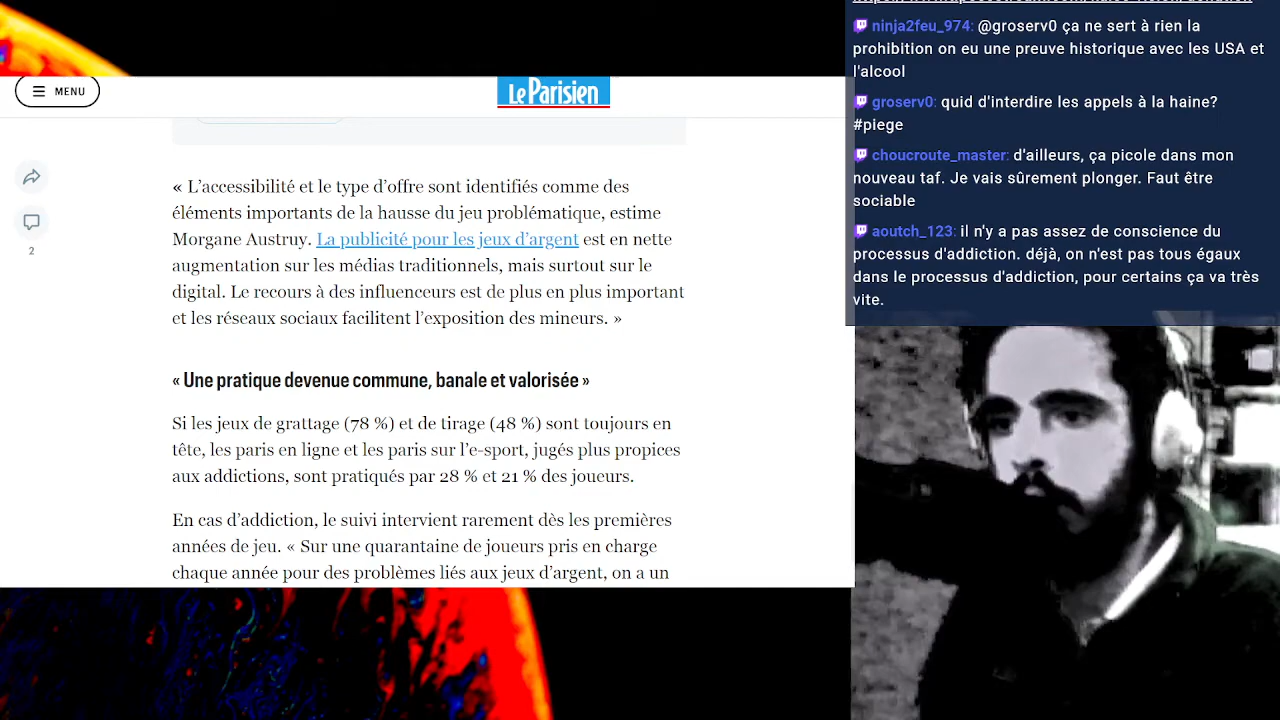 MENU
Le Parisien
« L’accessibilité et le type d’offre sont identifiés comme des
éléments importants de la hausse du jeu problématique, estime
Morgane Austruy. La publicité pour les jeux d’argent est en nette
augmentation sur les médias traditionnels, mais surtout sur le
digital. Le recours à des influenceurs est de plus en plus important
et les réseaux sociaux facilitent l’exposition des mineurs. »
2
« Une pratique devenue commune, banale et valorisée »
Si les jeux de grattage (78 %) et de tirage (48 %) sont toujours en
tête, les paris en ligne et les paris sur l’e-sport, jugés plus propices
aux addictions, sont pratiqués par 28 % et 21 % des joueurs.
En cas d’addiction, le suivi intervient rarement dès les premières
années de jeu. « Sur une quarantaine de joueurs pris en charge
chaque année pour des problèmes liés aux jeux d’argent, on a un
ninja2feu_974: @groserv0 ça ne sert à rien la
prohibition on eu une preuve historique avec les USA et
l'alcool
groserv0: quid d'interdire les appels à la haine?
#piege
choucroute_master: d'ailleurs, ça picole dans mon
nouveau taf. Je vais sûrement plonger. Faut être
sociable
aoutch_123: il n'y a pas assez de conscience du
processus d'addiction. déjà, on n'est pas tous égaux
dans le processus d'addiction, pour certains ça va très
vite.